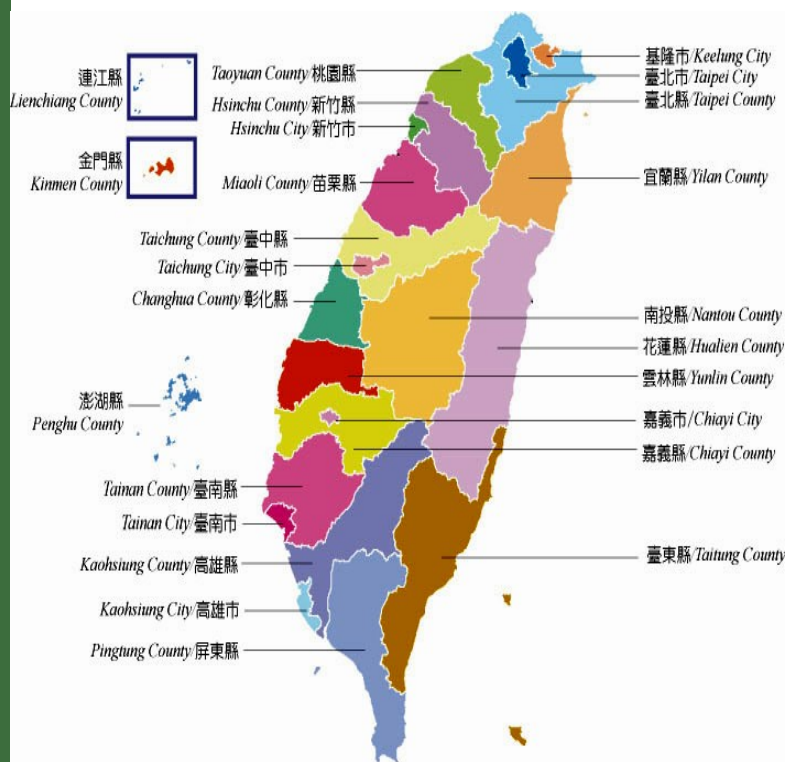 連江縣
Lienchiang County
金門縣
Kinmen County
Taoyuan County/桃園縣
Hsinchu County/新竹縣
Hsinchu City/新竹市
Miaoli County/苗栗縣
Taichung County/臺中縣
Taichung City/臺中市
Changhua County/彰化縣
澎湖縣
Penghu County
Tainan County/臺南縣
Tainan City/臺南市
Kaohsiung County/高雄縣
Kaohsiung City/高雄市
Pingtung County/屏東縣
基隆市/Keelung City
臺北市/Taipei City
臺北縣/Taipei County
宜蘭縣/Yilan County
南投縣/Nantou County
花蓮縣/Hualien County
雲林縣/Yunlin County
嘉義市/Chiayi City
嘉義縣/Chiayi County
臺東縣/Taitung County